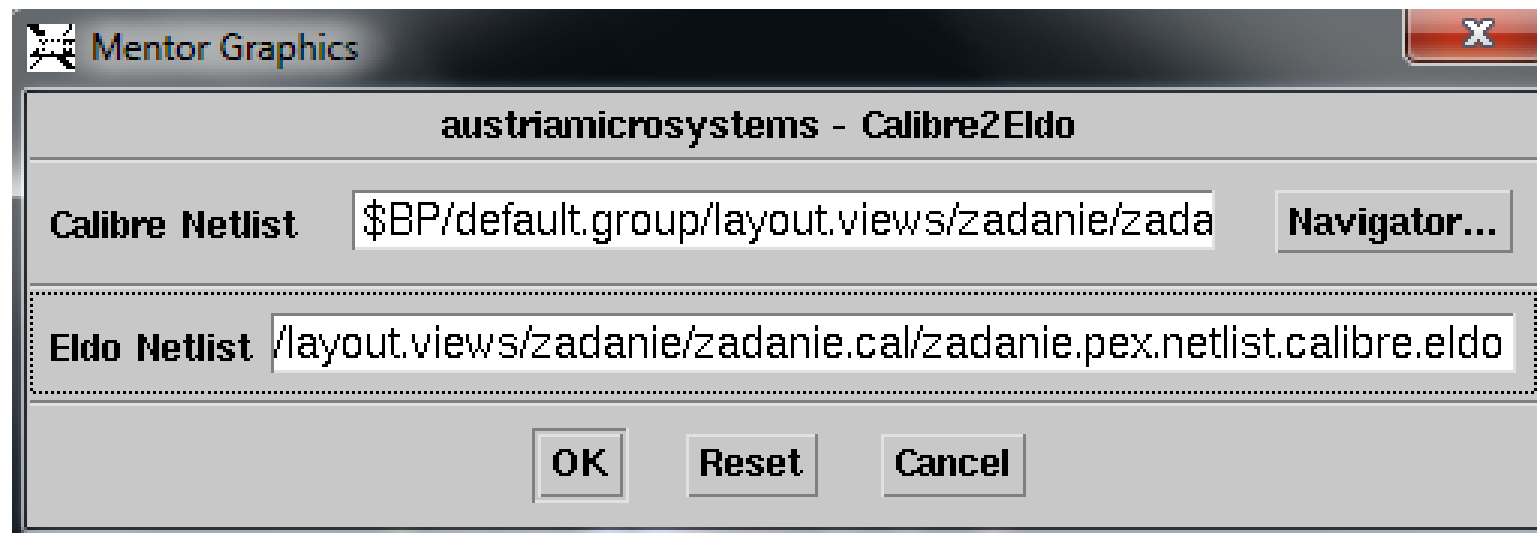 Mentor Graphics
austriamicrosystems - Calibre2Eldo
Calibre Netlist $BP/default.group/layout.views/zadanie/zada Navigator...
Eldo Netlist /layout.views/zadanie/zadanie.cal/zadanie.pex.netlist.calibre.eldo
OK Reset Cancel